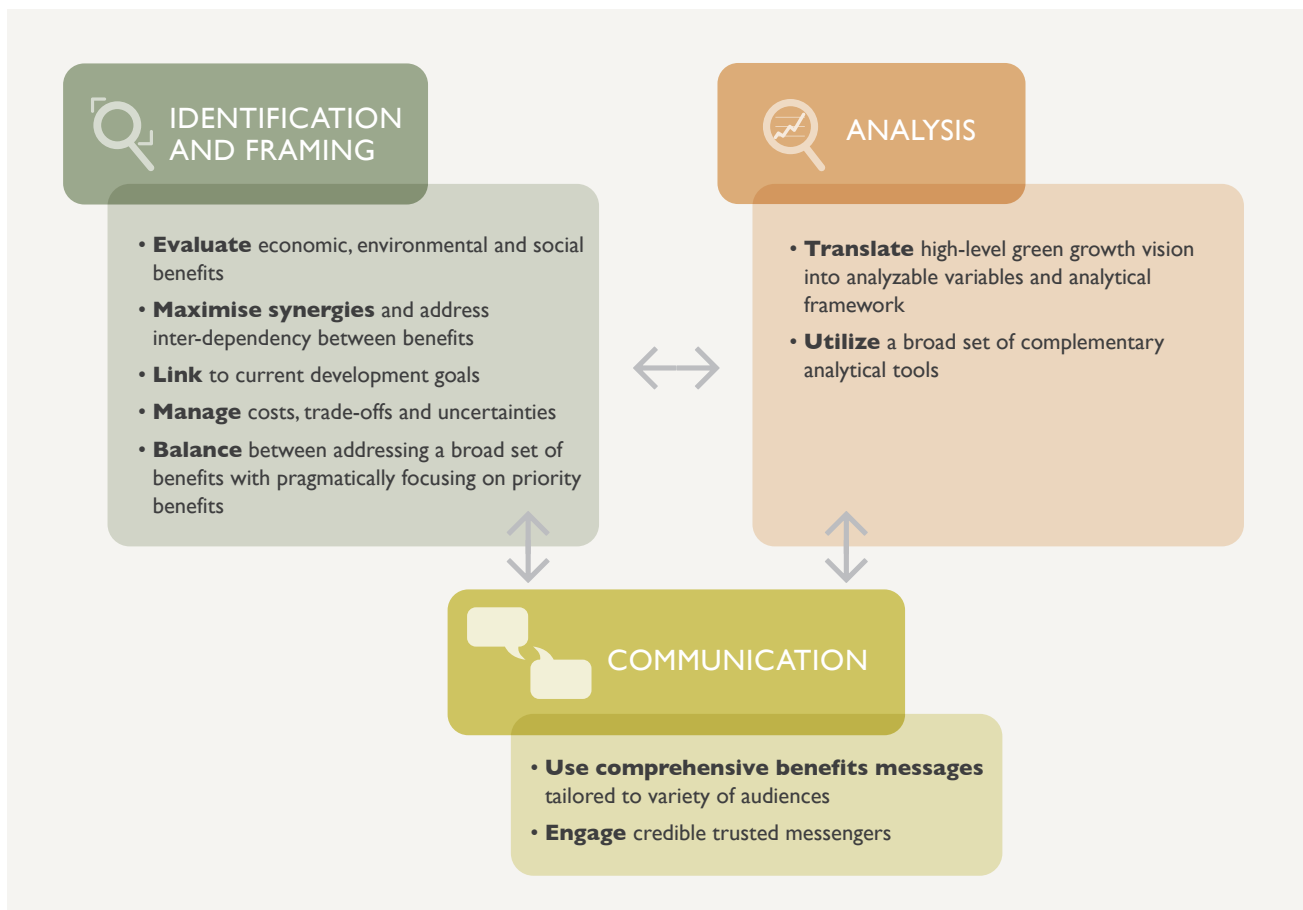 IDENTIFICATION
AND FRAMING
• Evaluate economic, environmental and social
benefits
• Maximise synergies and address
inter-dependency between benefits
• Link to current development goals
• Manage costs, trade-offs and uncertainties
• Balance between addressing a broad set of
benefits with pragmatically focusing on priority
benefits
ANALYSIS
• Translate high-level green growth vision
into analyzable variables and analytical
framework
• Utilize a broad set of complementary
analytical tools
COMMUNICATION
• Use comprehensive benefits messages
tailored to variety of audiences
• Engage credible trusted messengers